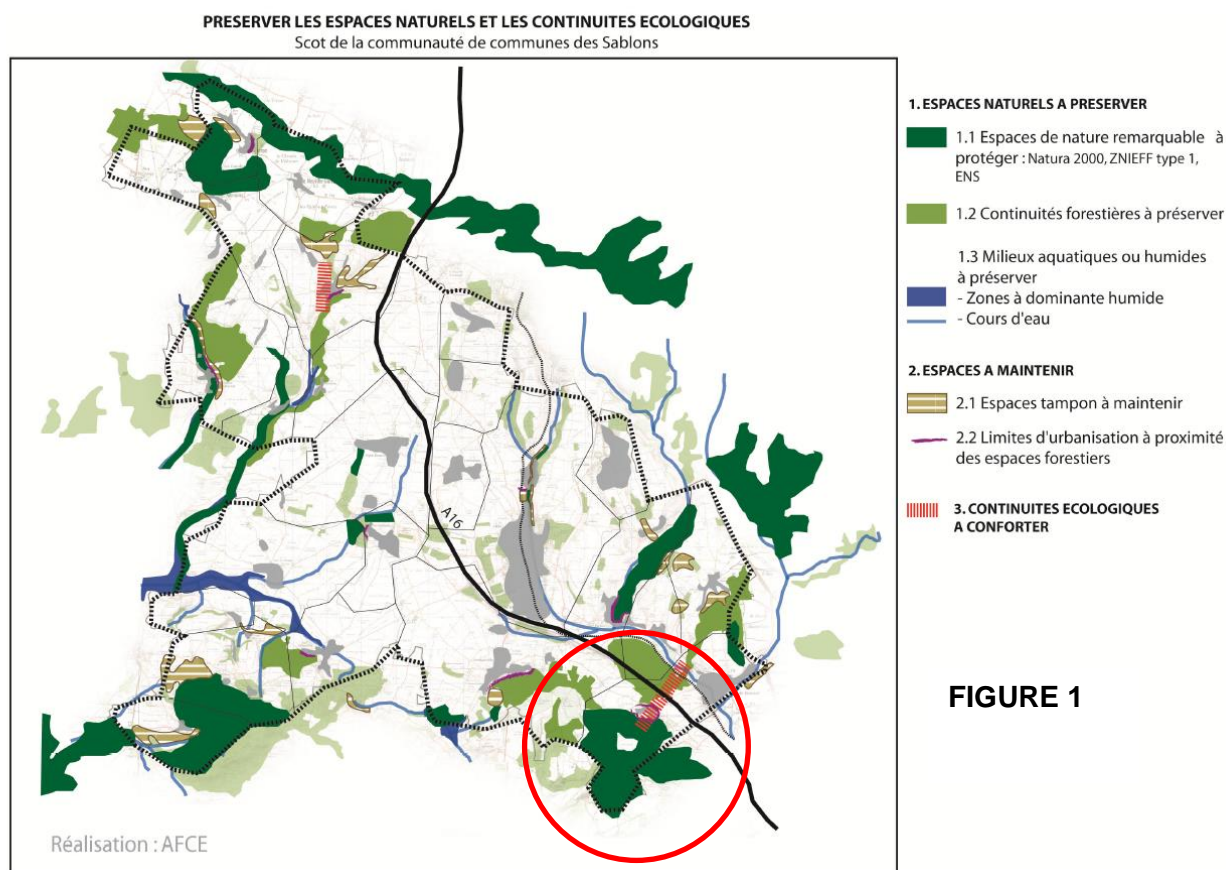 PRESERVER LES ESPACES NATURELS ET LES CONTINUITES ECOLOGIQUES
Scot de la communauté de communes des Sablons
1. ESPACES NATURELS A PRESERVER
1.1 Espaces de nature remarquable à
protéger : Natura 2000, ZNIEFF type 1,
ENS
1.2 Continuités forestières à préserver
1.3 Milieux aquatiques ou humides
à préserver
- Zones à dominante humide
- Cours d'eau
2. ESPACES A MAINTENIR
2.1 Espaces tampon à maintenir
2.2 Limites d'urbanisation à proximité
des espaces forestiers
3. CONTINUITES ECOLOGIQUES
A CONFORTER
A16
FIGURE 1
Réalisation : AFCE